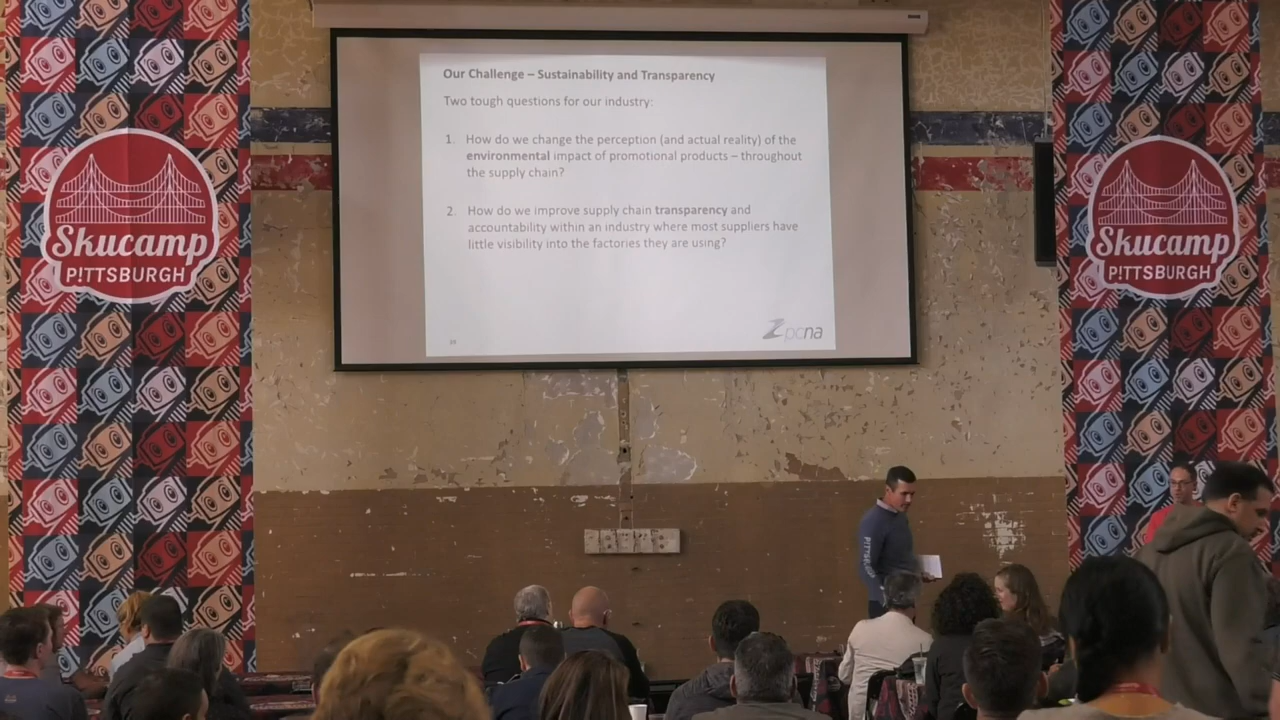 Our Challenge – Sustainability and Transparency
Two tough questions for our industry:
1. How do we change the perception (and actual reality) of the
environmental impact of promotional products – throughout
the supply chain?
2. How do we improve supply chain transparency and
accountability within an industry where most suppliers have
little visibility into the factories they are using?
pcna
Skucamp
P!TTSBURGH
Skucamp
P!TTSBURGH